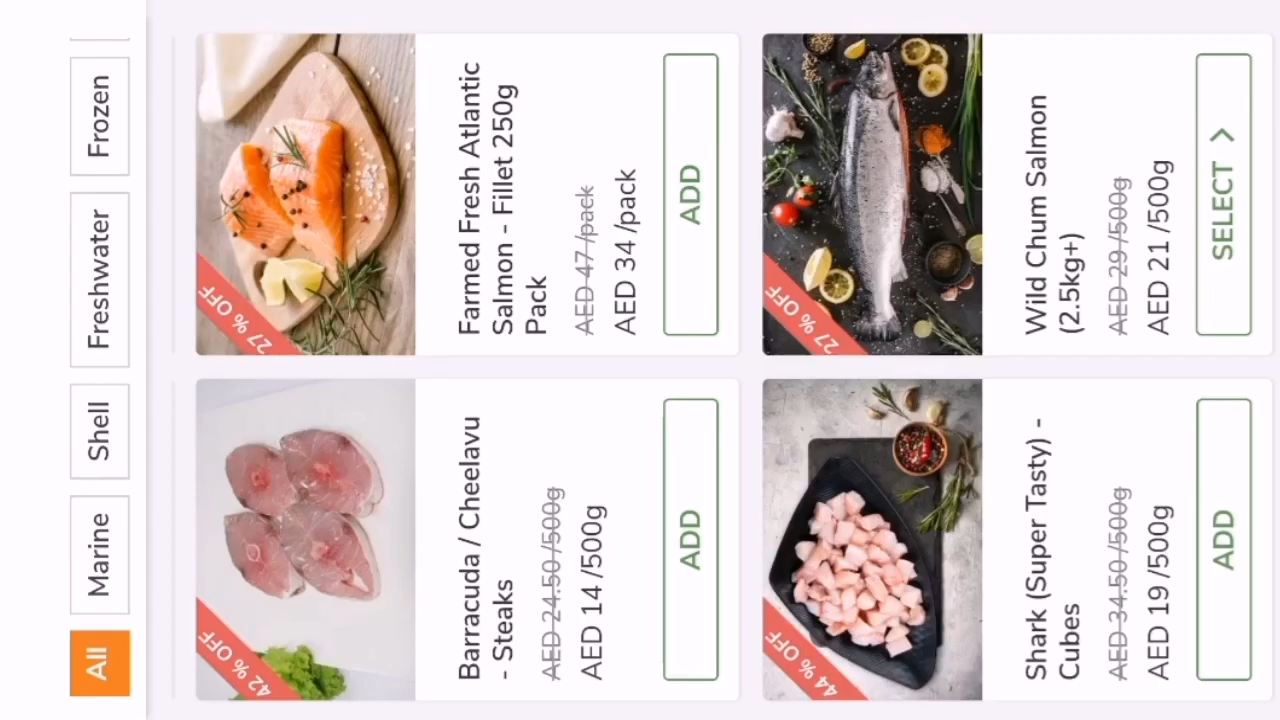 All
Marine
Shell
Freshwater
Frozen
42 % OFF
Barracuda / Cheelavu
- Steaks
AED 24.50 /500g
AED 14 /500g
ADD
27 % OFF
Farmed Fresh Atlantic
Salmon - Fillet 250g
Pack
AED 47 /pack
AED 34 /pack
ADD
44 % OFF
Shark (Super Tasty) -
Cubes
AED 34.50 /500g
AED 19 /500g
ADD
27 % OFF
Wild Chum Salmon
(2.5kg+)
AED 29 /500g
AED 21 /500g
SELECT